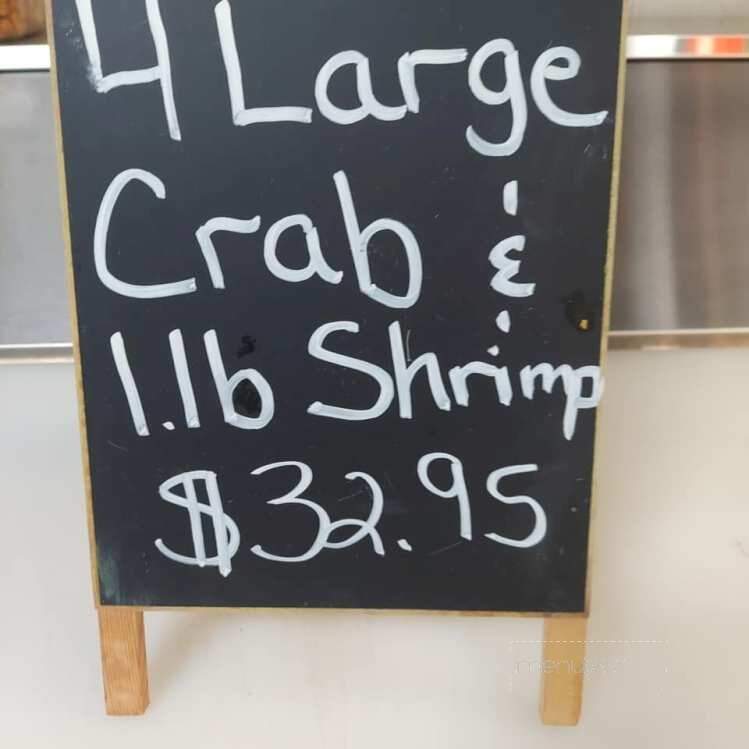 4 Large
Crab &
1.lb Shrimp
$32.95